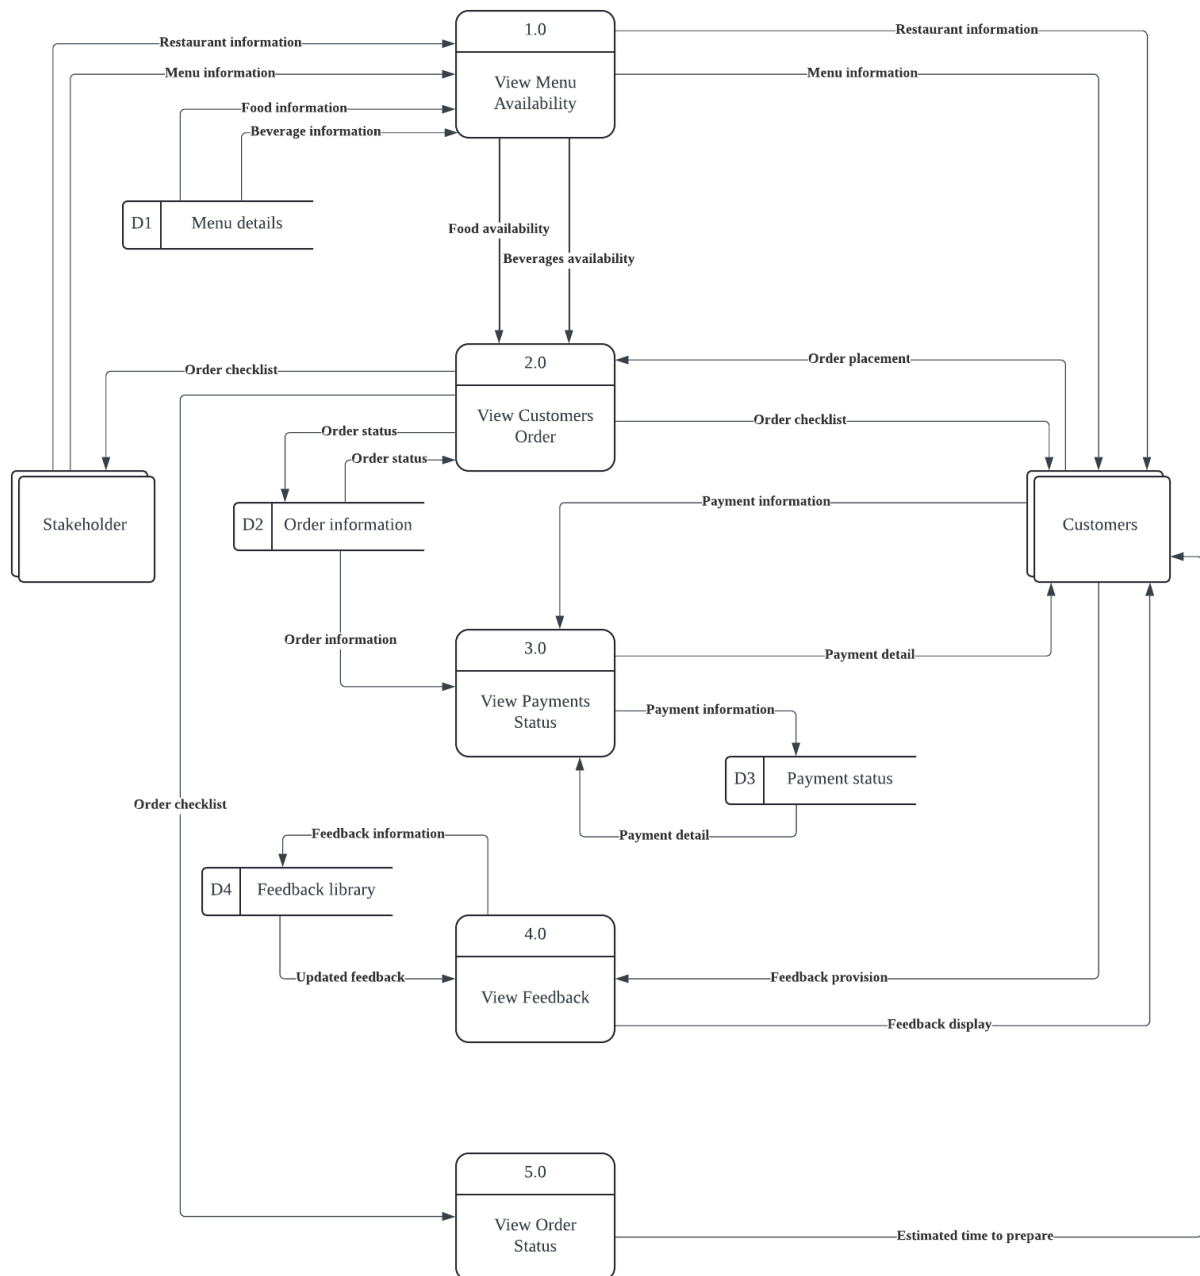 1.0
Restaurant information
Restaurant information
Menu information
Menu information
View Menu
Availability
Food information
Beverage information
D1
Menu details
Food availability
Beverages availability
2.0
Order placement
Order checklist
View Customers
Order
Order checklist
Order status
Order status
Stakeholder
D2
Order information
Payment information
Customers
Order information
3.0
Payment detail
View Payments
Status
Payment information
D3
Payment status
Order checklist
Feedback information
Payment detail
D4
Feedback library
4.0
Updated feedback
View Feedback
Feedback provision
Feedback display
5.0
View Order
Status
Estimated time to prepare